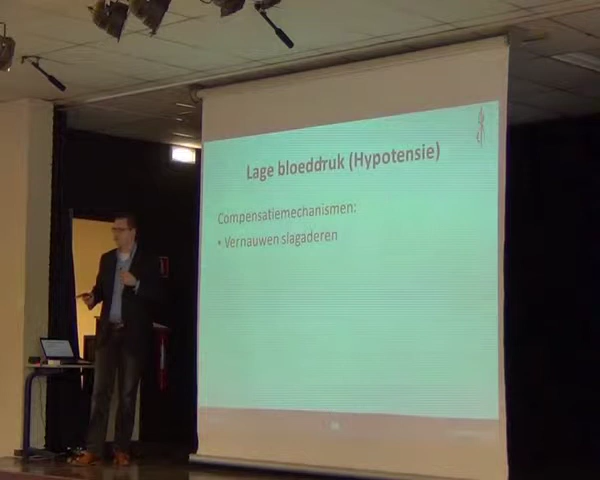 Lage bloeddruk (Hypotensie)
Compensatiemechanismen:
• Vernauwen slagaderen